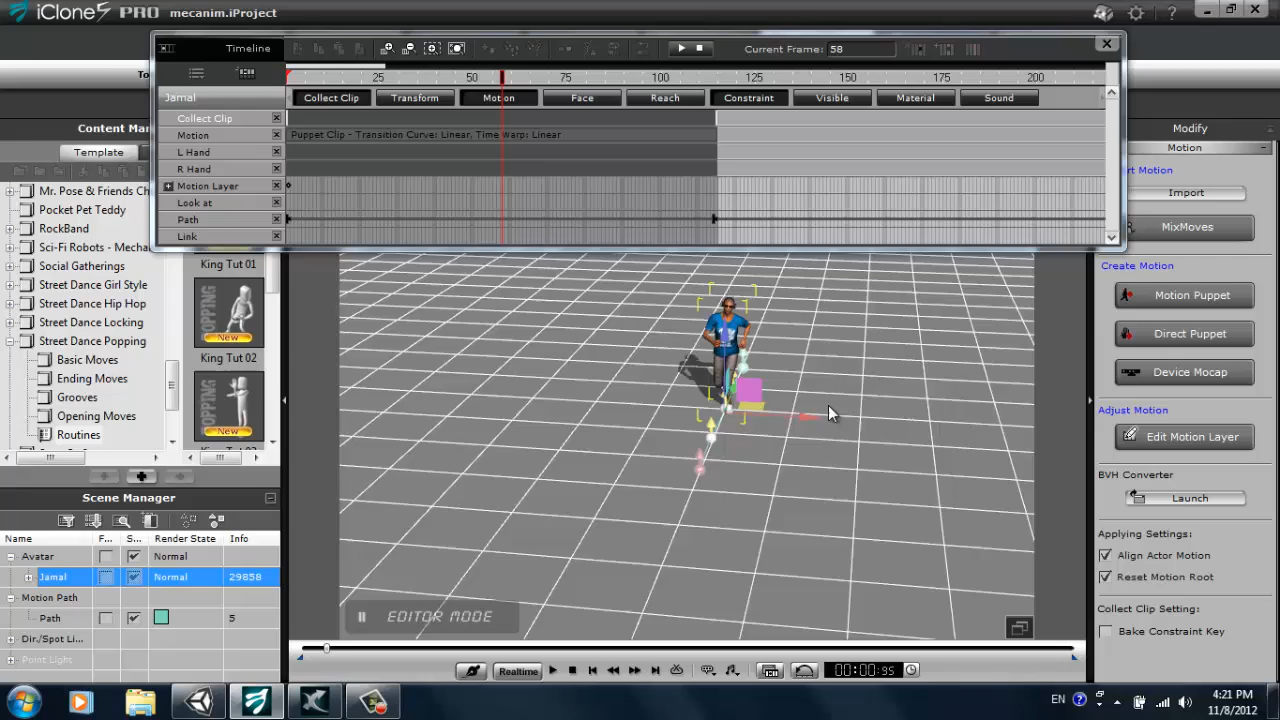 iClone5 PRO mecanim.iProject
Timeline
Current Frame: 58
25 50 75 100 125 150 175 200
Jamal
Collect Clip Transform Motion Face Reach Constraint Visible Material Sound
Collect Clip
Motion
Puppet Clip - Transition Curve: Linear, Time Warp: Linear
L Hand
R Hand
Motion Layer
Look at
Path
Link
Content Ma
Template
Mr. Pose & Friends Ch
Pocket Pet Teddy
RockBand
Sci-Fi Robots - Mecha
Social Gatherings
Street Dance Girl Style
Street Dance Hip Hop
Street Dance Locking
Street Dance Popping
Basic Moves
Ending Moves
Grooves
Opening Moves
Routines
King Tut 01
POPPING
New
King Tut 02
POPPING
New
Scene Manager
Name F... S... Render State Info
Avatar Normal
Jamal Normal 29858
Motion Path
Path 5
Dir./Spot Li...
Point Light
EDITOR MODE
Realtime
00:00:95
Modify
Motion
rt Motion
Import
MixMoves
Create Motion
Motion Puppet
Direct Puppet
Device Mocap
Adjust Motion
Edit Motion Layer
BVH Converter
Launch
Applying Settings:
Align Actor Motion
Reset Motion Root
Collect Clip Setting:
Bake Constraint Key
EN
4:21 PM
11/8/2012